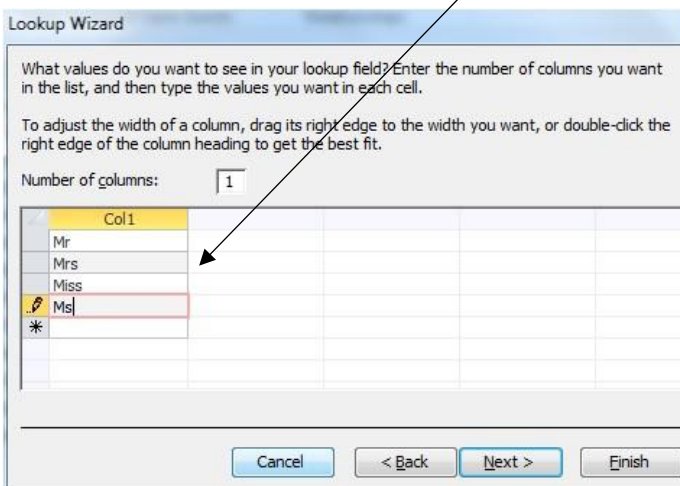 Lookup Wizard
What values do you want to see in your lookup field? Enter the number of columns you want
in the list, and then type the values you want in each cell.
To adjust the width of a column, drag its right edge to the width you want, or double-click the
right edge of the column heading to get the best fit.
Number of columns: 1
Col1
Mr
Mrs
Miss
Ms
Cancel < Back Next > Finish